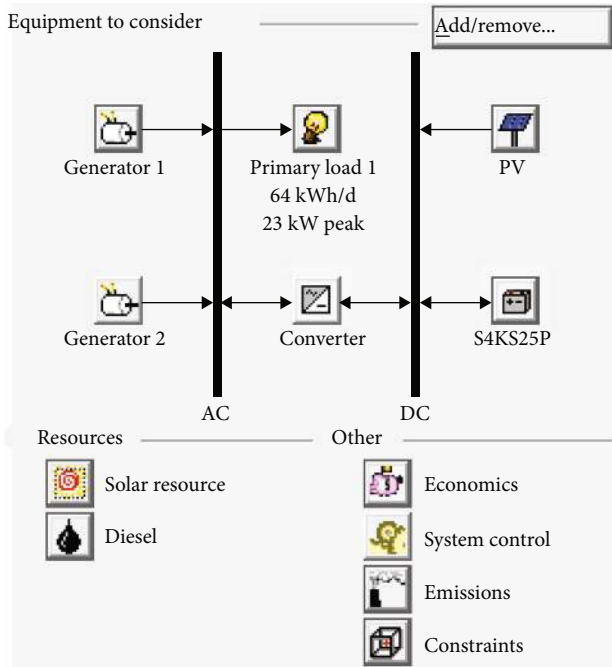 Equipment to consider
Add/remove...
Generator 1
Primary load 1
64 kWh/d
23 kW peak
PV
Generator 2
Converter
S4KS25P
AC
DC
Resources
Other
Solar resource
Diesel
Economics
System control
Emissions
Constraints